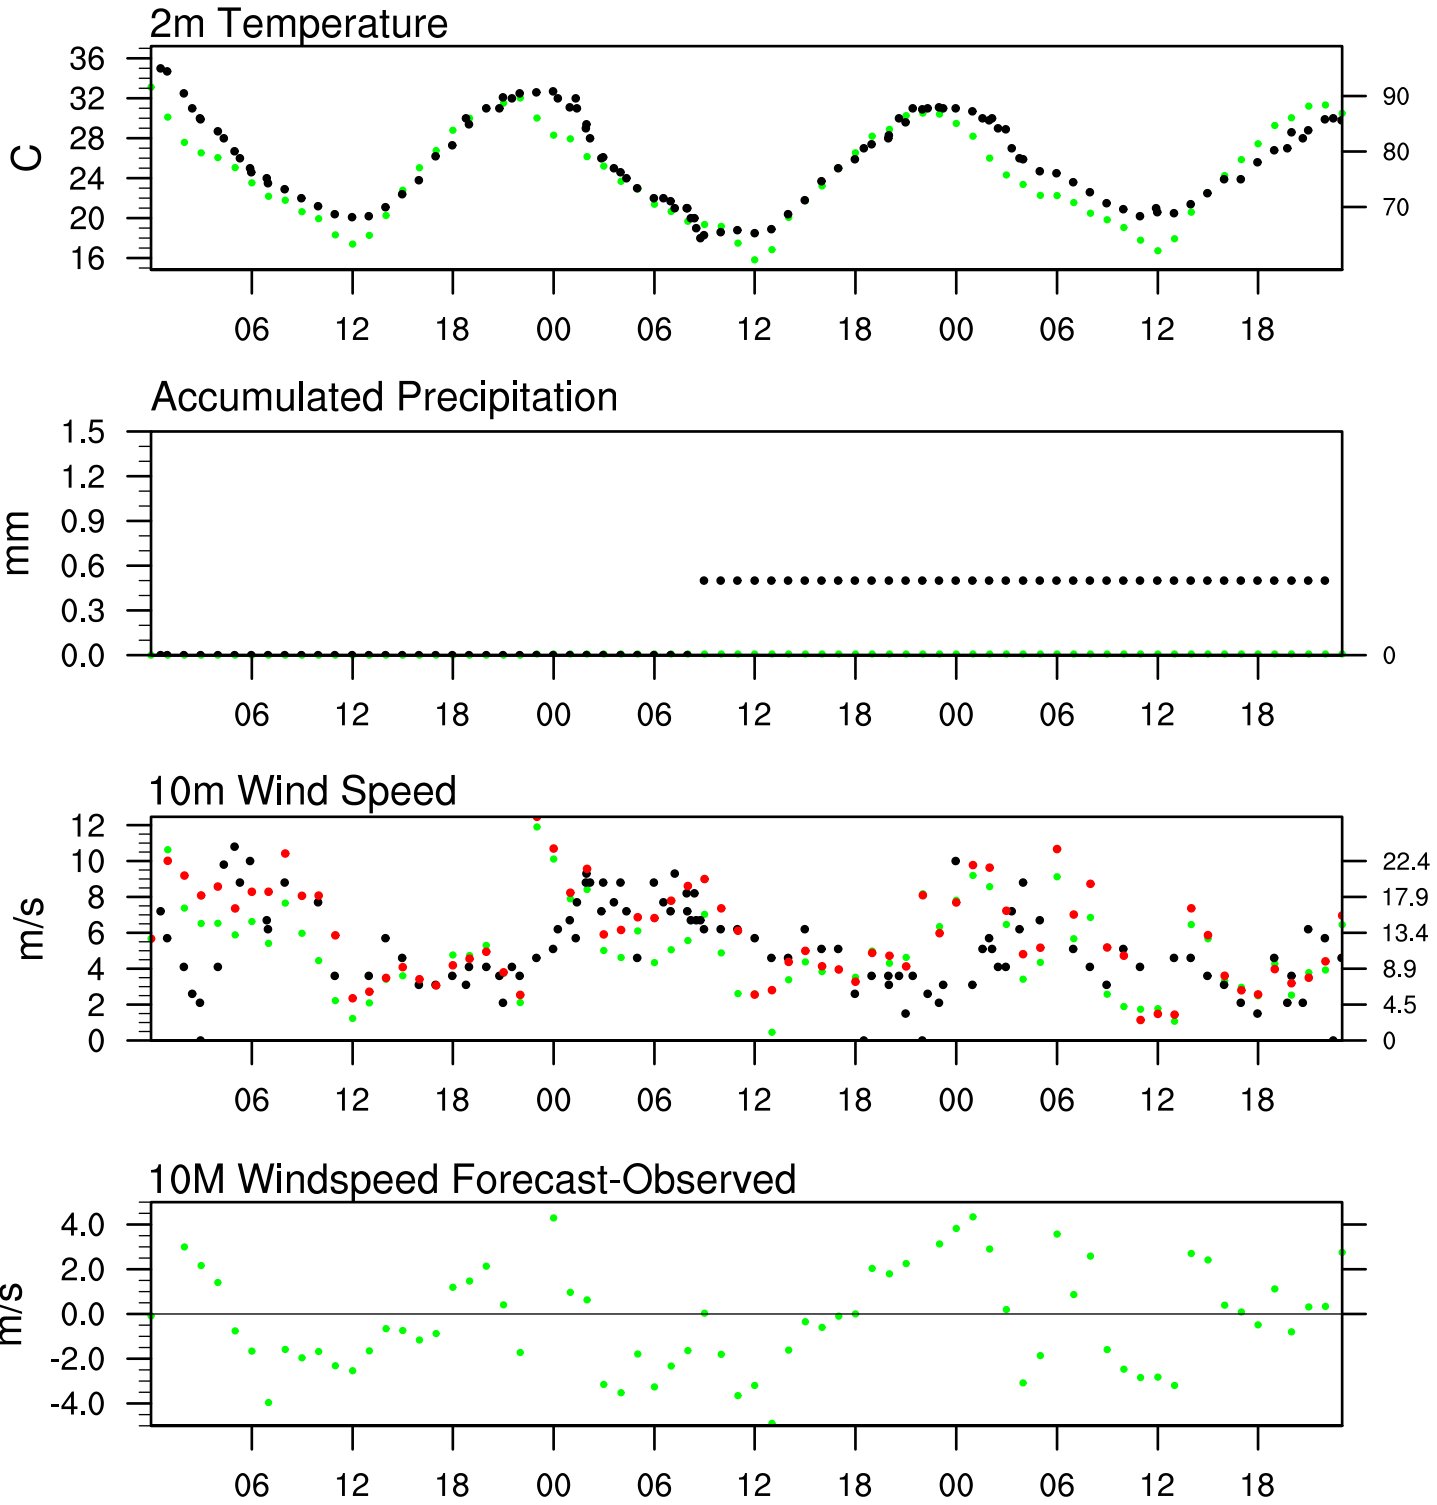 2m Temperature
36
32
28
24
20
16
C
90
80
70
06 12 18 00 06 12 18 00 06 12 18
Accumulated Precipitation
1.5
1.2
0.9
0.6
0.3
0.0
mm
0
06 12 18 00 06 12 18 00 06 12 18
10m Wind Speed
12
10
8
6
4
2
0
m/s
22.4
17.9
13.4
8.9
4.5
0
06 12 18 00 06 12 18 00 06 12 18
10M Windspeed Forecast-Observed
4.0
2.0
0.0
-2.0
-4.0
m/s
06 12 18 00 06 12 18 00 06 12 18